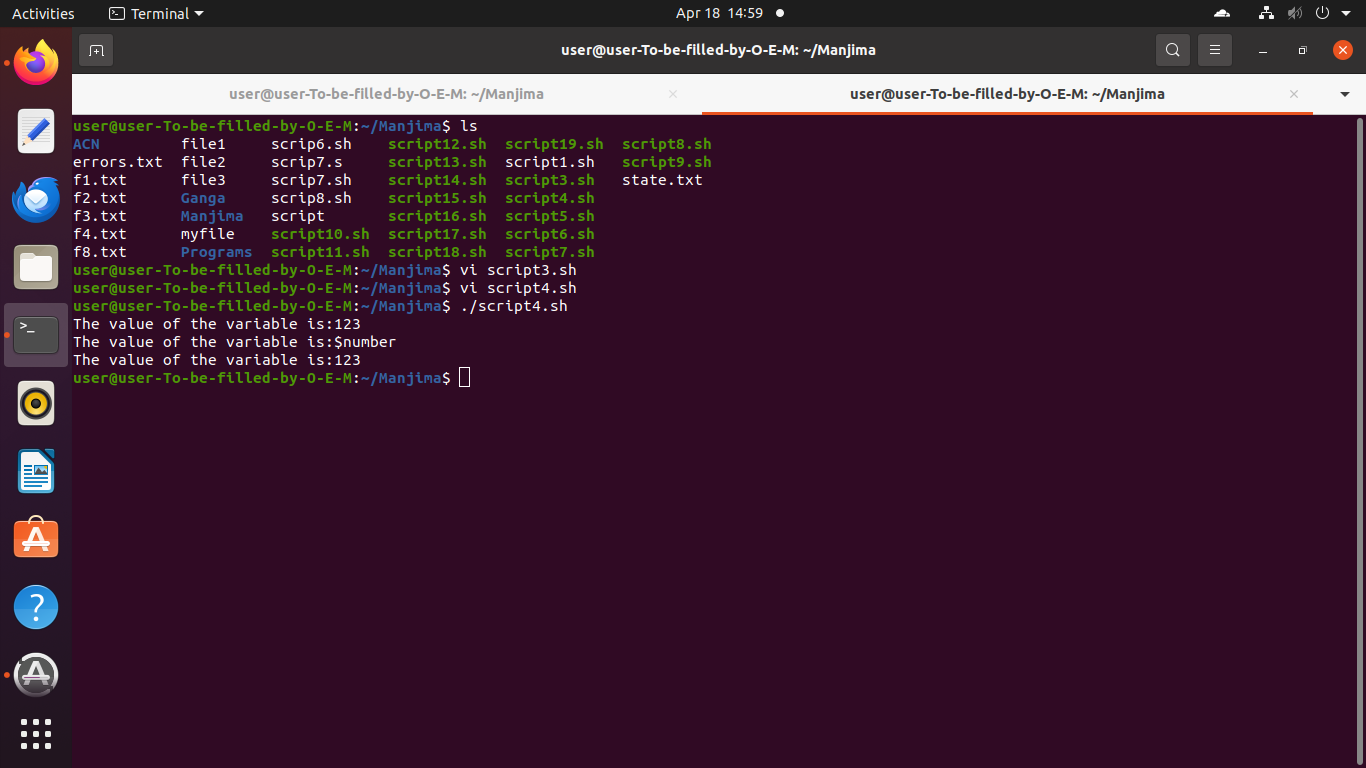 Activities Terminal Apr 18 14:59
user@user-To-be-filled-by-O-E-M: ~/Manjima
user@user-To-be-filled-by-O-E-M: ~/Manjima user@user-To-be-filled-by-O-E-M: ~/Manjima
user@user-To-be-filled-by-O-E-M:~/Manjima$ ls
ACN file1 scrip6.sh script12.sh script19.sh script8.sh
errors.txt file2 scrip7.s script13.sh script1.sh script9.sh
f1.txt file3 scrip7.sh script14.sh script3.sh state.txt
f2.txt Ganga scrip8.sh script15.sh script4.sh
f3.txt Manjima script script16.sh script5.sh
f4.txt myfile script10.sh script17.sh script6.sh
f8.txt Programs script11.sh script18.sh script7.sh
user@user-To-be-filled-by-O-E-M:~/Manjima$ vi script3.sh
user@user-To-be-filled-by-O-E-M:~/Manjima$ vi script4.sh
user@user-To-be-filled-by-O-E-M:~/Manjima$ ./script4.sh
The value of the variable is:123
The value of the variable is:$number
The value of the variable is:123
user@user-To-be-filled-by-O-E-M:~/Manjima$